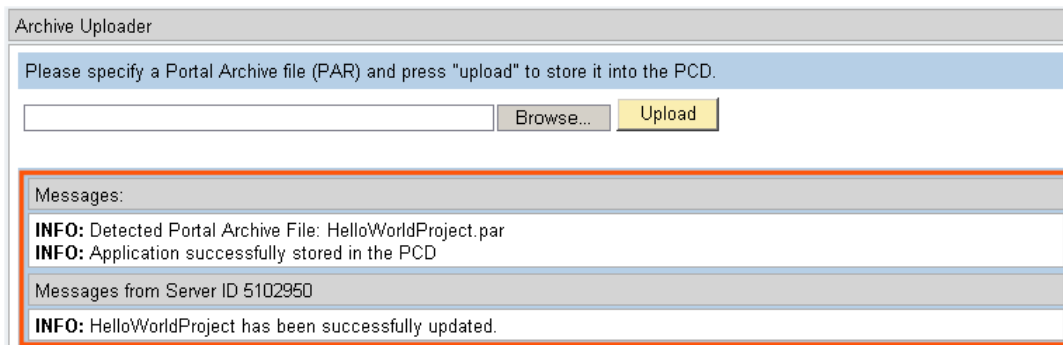 Archive Uploader
Please specify a Portal Archive file (PAR) and press "upload" to store it into the PCD.
Browse... Upload
Messages:
INFO: Detected Portal Archive File: HelloWorldProject.par
INFO: Application successfully stored in the PCD
Messages from Server ID 5102950
INFO: HelloWorldProject has been successfully updated.